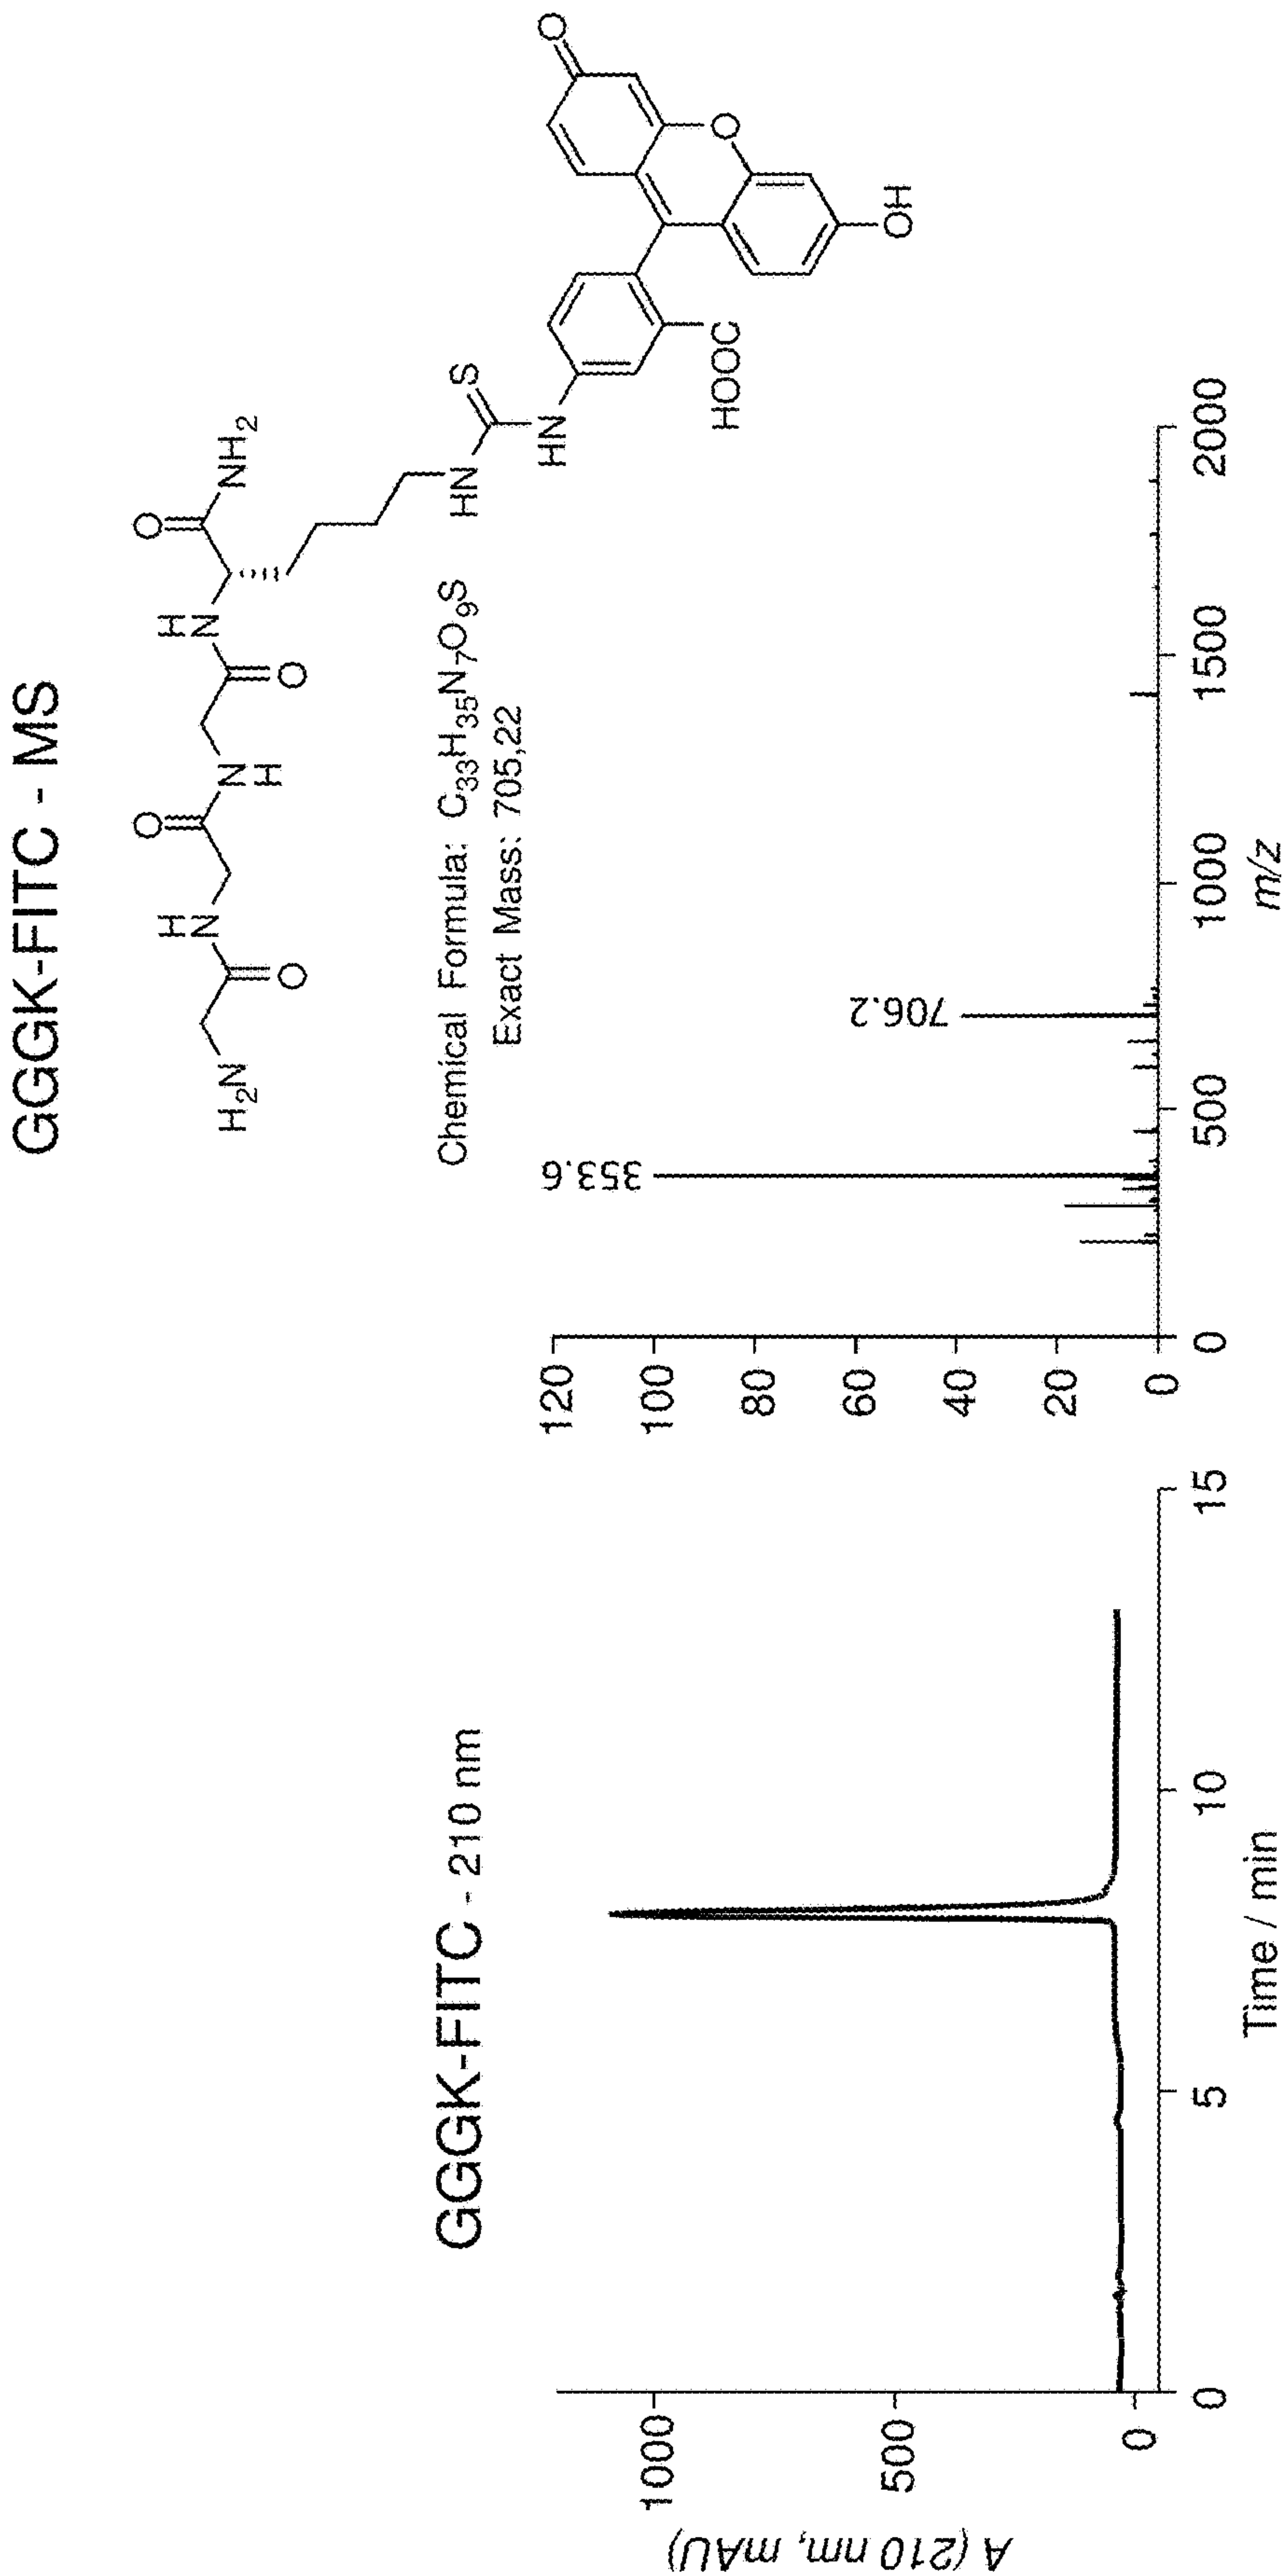 GGGK-FITC - 210 nm
A (210 nm, mAU)
1000
500
0
0
5
10
15
Time / min
GGGK-FITC - MS
H2N
O
H
N
O
N
H
O
H
N
O
NH2
HN
S
HN
HOOC
O
O
OH
Chemical Formula: C33H35N7O9S
Exact Mass: 705,22
120
100
80
60
40
20
0
353.6
706.2
0
500
1000
1500
2000
m/z